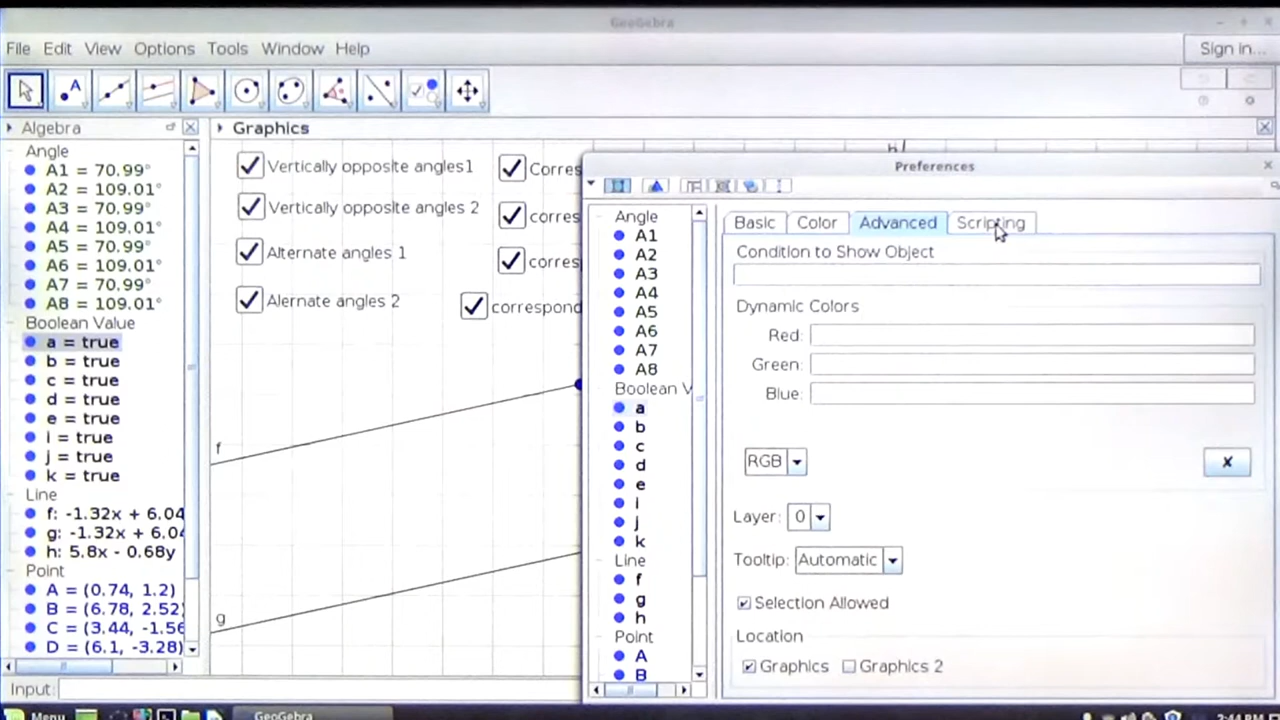 GeoGebra
File Edit View Options Tools Window Help
Sign in...
Algebra
Graphics
Angle
A1 = 70.99°
A2 = 109.01°
A3 = 70.99°
A4 = 109.01°
A5 = 70.99°
A6 = 109.01°
A7 = 70.99°
A8 = 109.01°
Boolean Value
a = true
b = true
c = true
d = true
e = true
i = true
j = true
k = true
Line
f: -1.32x + 6.04
g: -1.32x + 6.04
h: 5.8x - 0.68y
Point
A = (0.74, 1.2)
B = (6.78, 2.52)
C = (3.44, -1.56
D = (6.1, -3.28)
Input:
Vertically opposite angles1
Vertically opposite angles 2
Alternate angles 1
Alernate angles 2
Corres
corres
corres
correspond
f
g
h
Preferences
Angle
A1
A2
A3
A4
A5
A6
A7
A8
Boolean V
a
b
c
d
e
i
j
k
Line
f
g
h
Point
A
B
Basic Color Advanced Scripting
Condition to Show Object
Dynamic Colors
Red:
Green:
Blue:
RGB
Layer: 0
Tooltip: Automatic
Selection Allowed
Location
Graphics Graphics 2
Menu
GeoGebra